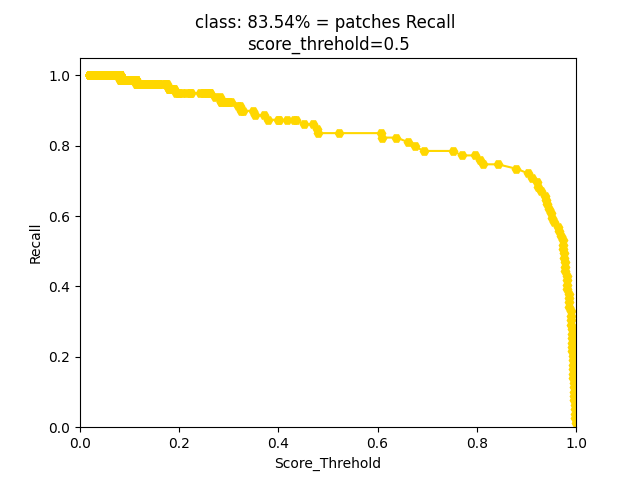 class: 83.54% = patches Recall
score_threhold=0.5
1.0
0.8
0.6
0.4
0.2
0.0
Recall
0.0 0.2 0.4 0.6 0.8 1.0
Score_Threhold